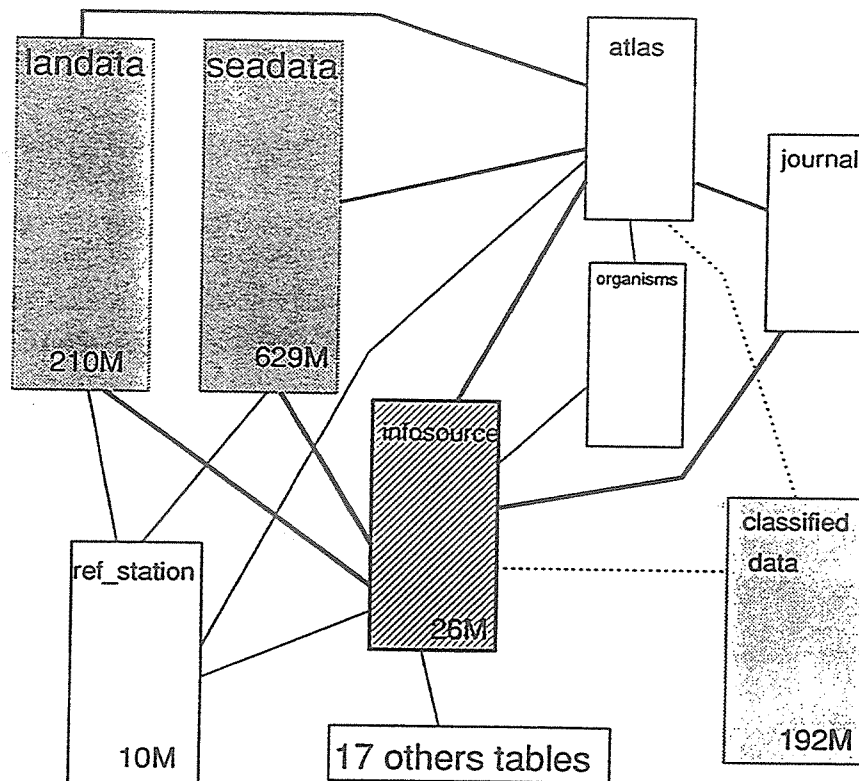 landata
seadata
atlas
journal
organisms
210M
629M
infosource
classified
data
ref_station
26M
10M
17 others tables
192M